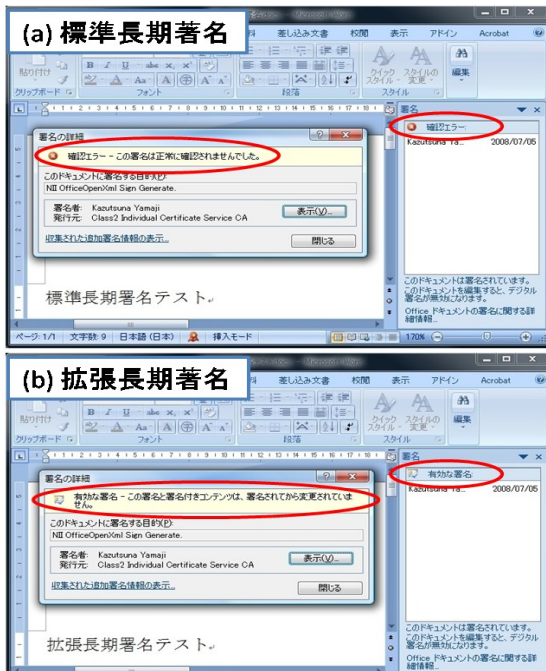 (a) 標準長期著名
差し込み文書 校閲 表示 アドイン Acrobat
貼り付け
クイック スタイル スタイルの変更 編集
クリップボード フォント 段落 スタイル
署名
確認エラー
Kazutsuna Ya... 2008/07/05
署名の詳細
確認エラー - この署名は正常に確認されませんでした。
このドキュメントに署名する目的(P):
NII OfficeOpenXml Sign Generate.
署名者: Kazutsuna Yamaji
発行元: Class2 Individual Certificate Service CA
表示(V)...
収集された追加署名情報の表示...
閉じる
標準長期署名テスト
このドキュメントは署名されています。
このドキュメントを編集すると、デジタル
署名が無効になります。
Office ドキュメントの署名に関する詳
細情報...
ページ: 1/1 文字数: 9 日本語 (日本) 挿入モード 170%
(b) 拡張長期著名
差し込み文書 校閲 表示 アドイン Acrobat
貼り付け
クイック スタイル スタイルの変更 編集
クリップボード フォント 段落 スタイル
署名
有効な署名
Kazutsuna Ya... 2008/07/05
署名の詳細
有効な署名 - この署名と署名付きコンテンツは、署名されてから変更されていま
せん。
このドキュメントに署名する目的(P):
NII OfficeOpenXml Sign Generate.
署名者: Kazutsuna Yamaji
発行元: Class2 Individual Certificate Service CA
表示(V)...
収集された追加署名情報の表示...
閉じる
拡張長期署名テスト
このドキュメントは署名されています。
このドキュメントを編集すると、デジタル
署名が無効になります。
Office ドキュメントの署名に関する詳
細情報...